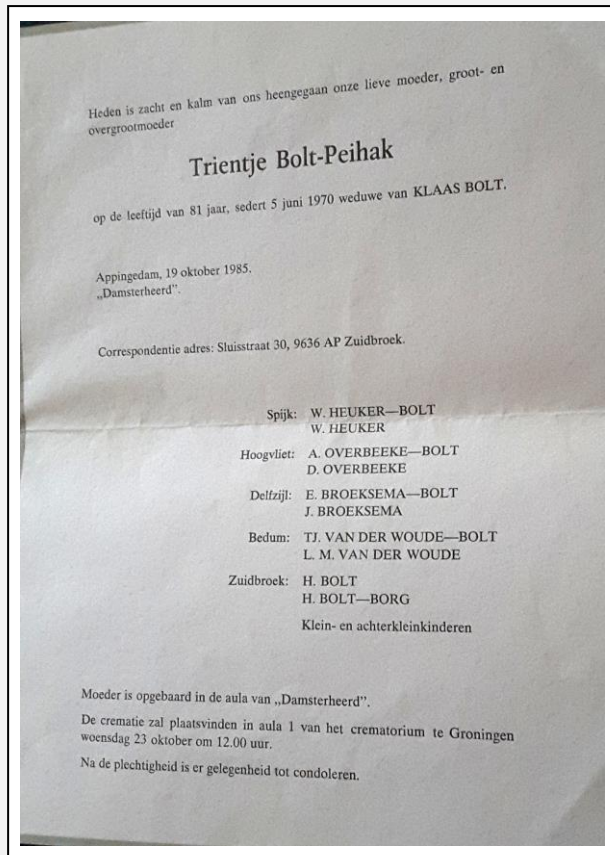 Heden is zacht en kalm van ons heengegaan onze lieve moeder, groot- en
overgrootmoeder
Trientje Bolt-Peihak
op de leeftijd van 81 jaar, sedert 5 juni 1970 weduwe van KLAAS BOLT.
Appingedam, 19 oktober 1985.
„Damsterheerd”.
Correspondentie adres: Sluisstraat 30, 9636 AP Zuidbroek.
Spijk: W. HEUKER—BOLT
W. HEUKER
Hoogvliet: A. OVERBEEKE—BOLT
D. OVERBEEKE
Delfzijl: E. BROEKSEMA—BOLT
J. BROEKSEMA
Bedum: TJ. VAN DER WOUDE—BOLT
L. M. VAN DER WOUDE
Zuidbroek: H. BOLT
H. BOLT—BORG
Klein- en achterkleinkinderen
Moeder is opgebaard in de aula van „Damsterheerd”.
De crematie zal plaatsvinden in aula 1 van het crematorium te Groningen
woensdag 23 oktober om 12.00 uur.
Na de plechtigheid is er gelegenheid tot condoleren.